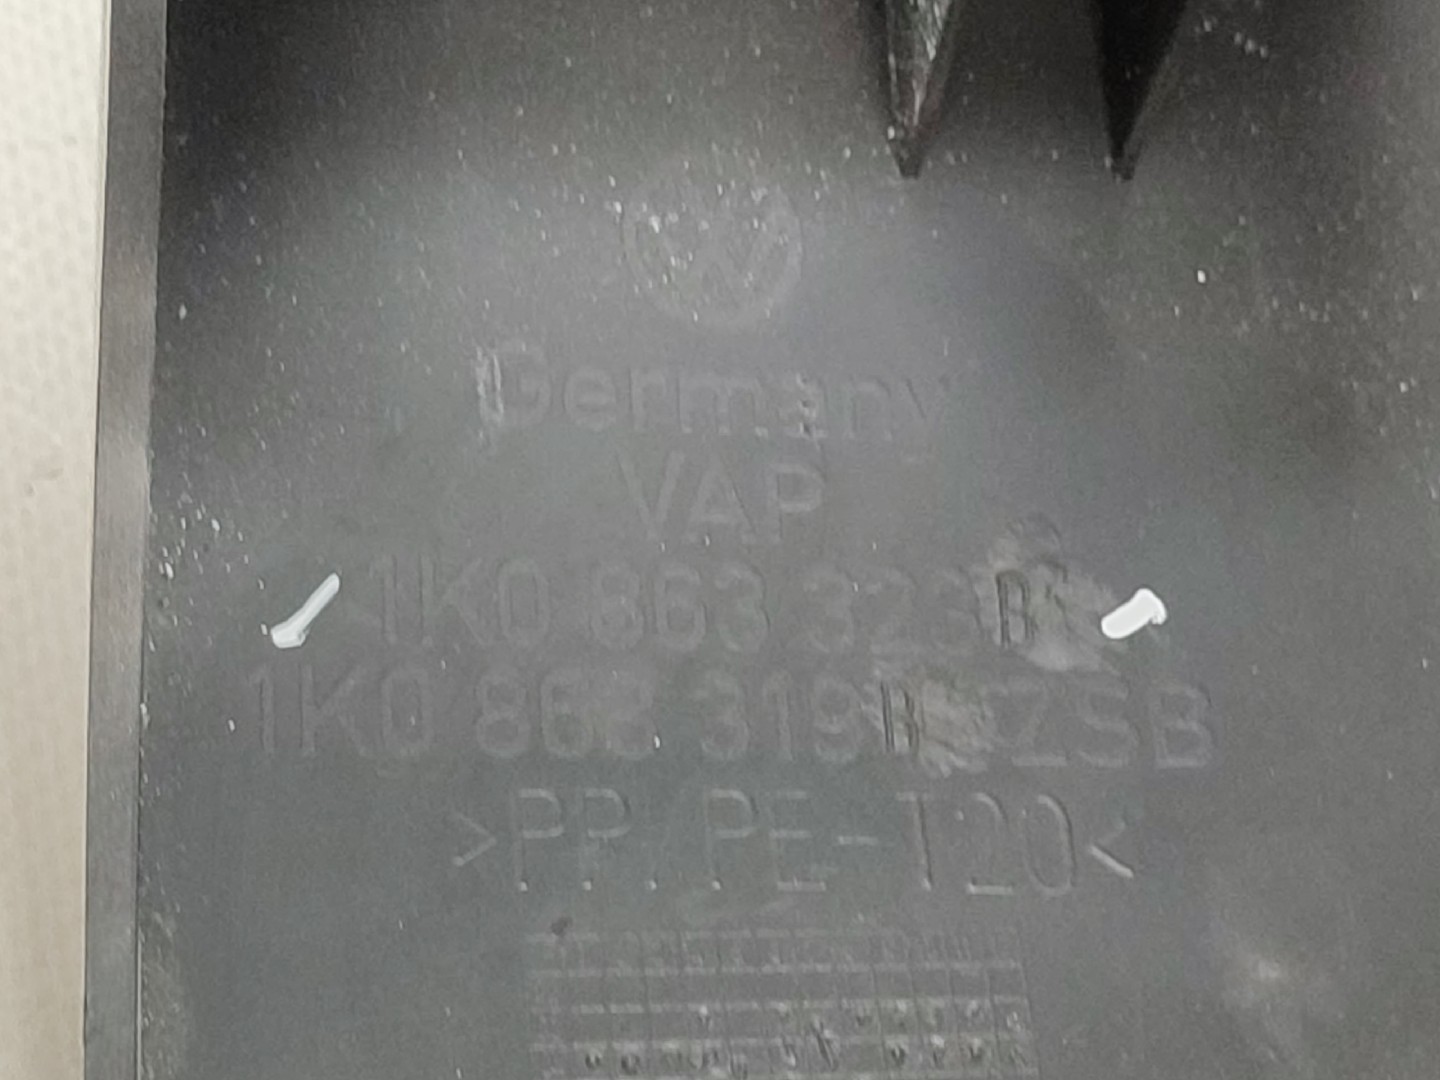 Germany
VAP
1K0 863 323 B
1K0 863 319 B ZSB
>PP/PE-T20<